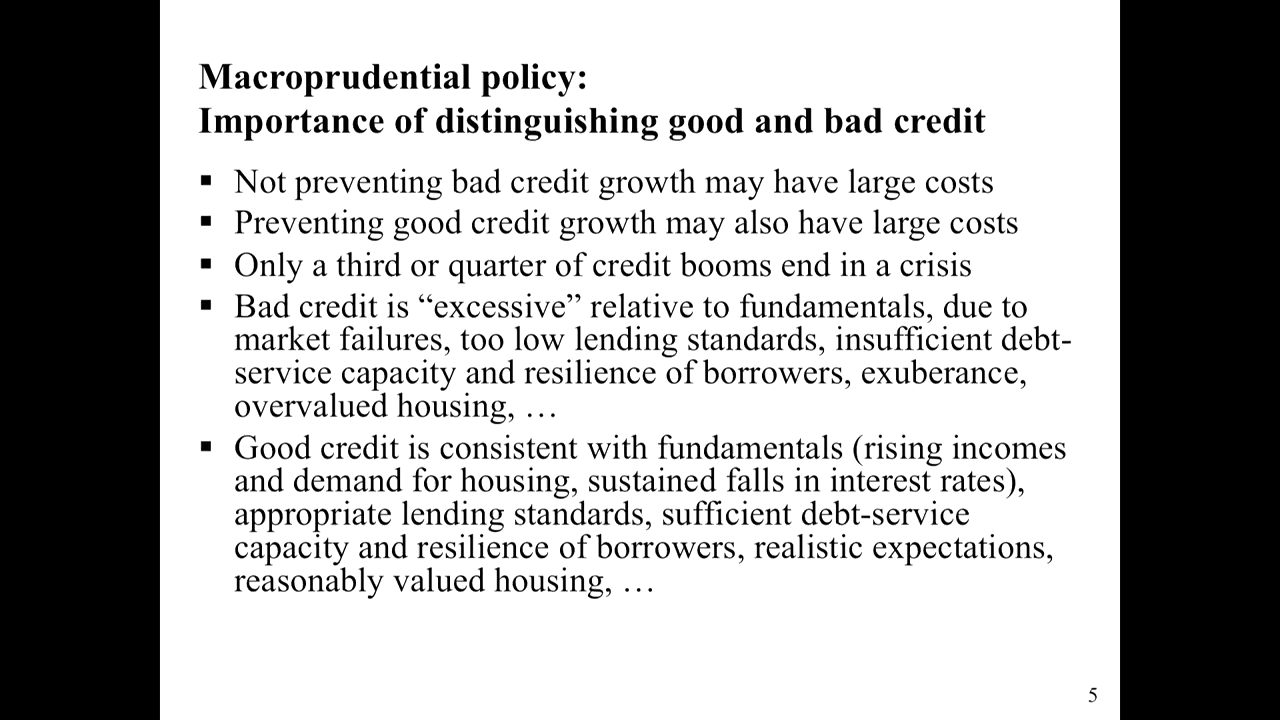 Macroprudential policy:
Importance of distinguishing good and bad credit
▪ Not preventing bad credit growth may have large costs
▪ Preventing good credit growth may also have large costs
▪ Only a third or quarter of credit booms end in a crisis
▪ Bad credit is “excessive” relative to fundamentals, due to
market failures, too low lending standards, insufficient debt-
service capacity and resilience of borrowers, exuberance,
overvalued housing, …
▪ Good credit is consistent with fundamentals (rising incomes
and demand for housing, sustained falls in interest rates),
appropriate lending standards, sufficient debt-service
capacity and resilience of borrowers, realistic expectations,
reasonably valued housing, …
5